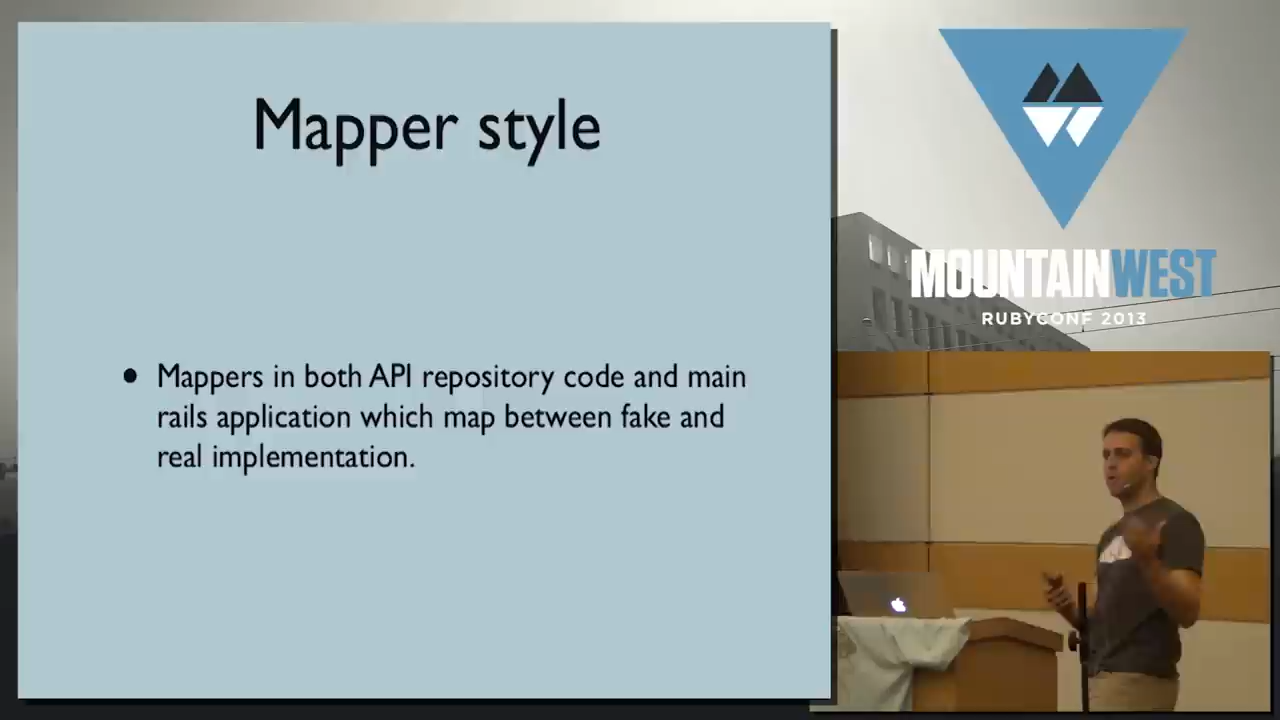 Mapper style
• Mappers in both API repository code and main
rails application which map between fake and
real implementation.
MOUNTAINWEST
RUBYCONF 2013